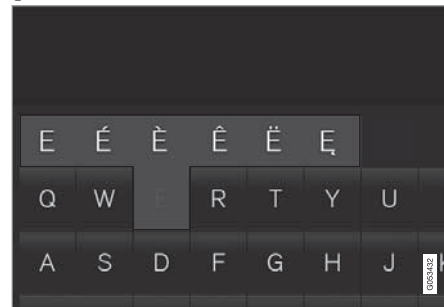 E É È Ê Ë Ę
Q W E R T Y U
A S D F G H J K
G053432